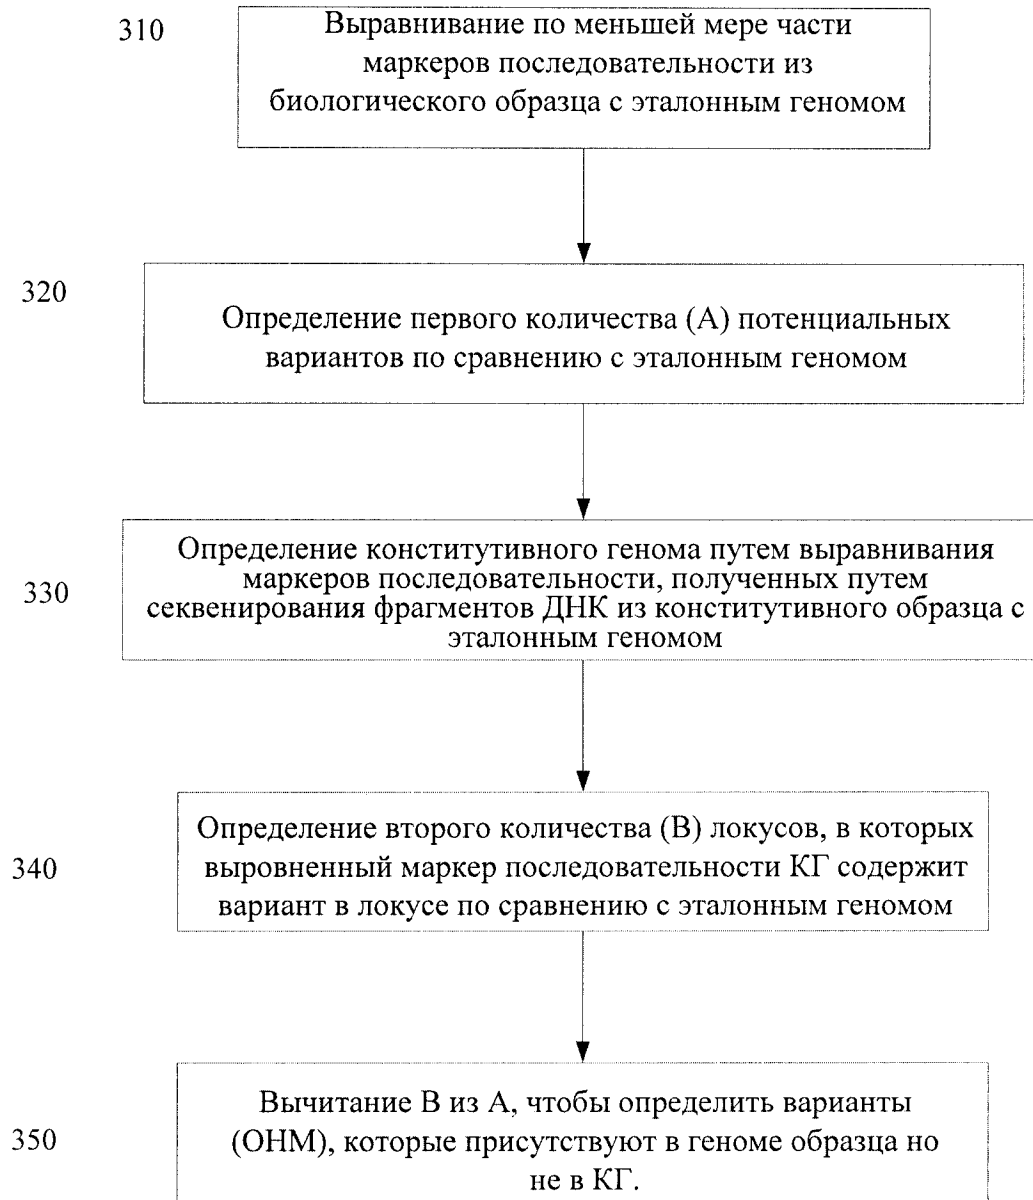 310
Выравнивание по меньшей мере части
маркеров последовательности из
биологического образца с эталонным геномом
320
Определение первого количества (А) потенциальных
вариантов по сравнению с эталонным геномом
330
Определение конститутивного генома путем выравнивания
маркеров последовательности, полученных путем
секвенирования фрагментов ДНК из конститутивного образца с
эталонным геномом
340
Определение второго количества (В) локусов, в которых
выровненный маркер последовательности КГ содержит
вариант в локусе по сравнению с эталонным геномом
350
Вычитание В из А, чтобы определить варианты
(ОНМ), которые присутствуют в геноме образца но
не в КГ.